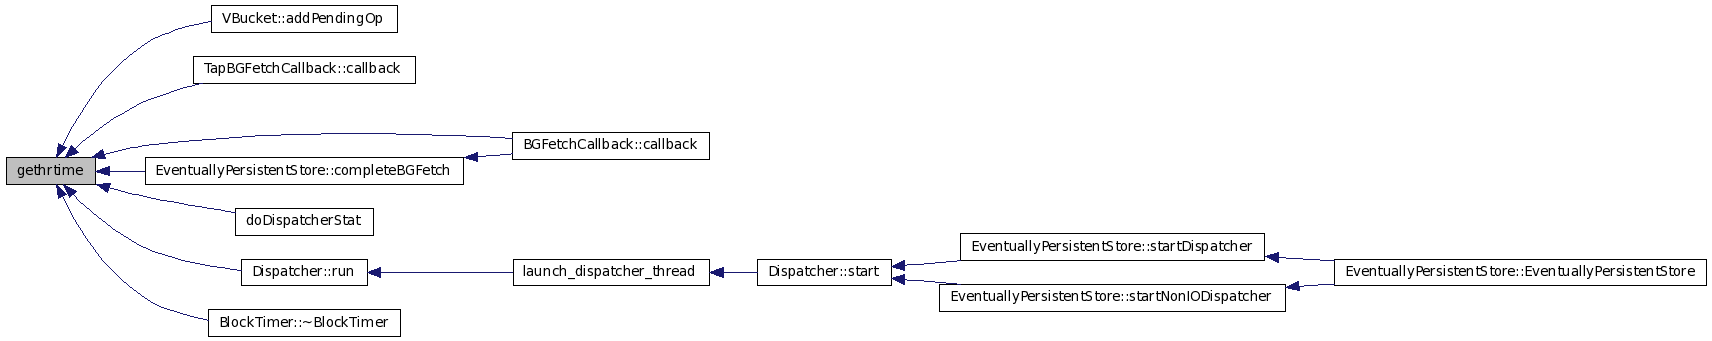 VBucket::addPendingOp
TapBGFetchCallback::callback
BGFetchCallback::callback
gethrtime
EventuallyPersistentStore::completeBGFetch
doDispatcherStat
EventuallyPersistentStore::startDispatcher
Dispatcher::run
launch_dispatcher_thread
Dispatcher::start
EventuallyPersistentStore::EventuallyPersistentStore
EventuallyPersistentStore::startNonIODispatcher
BlockTimer::~BlockTimer